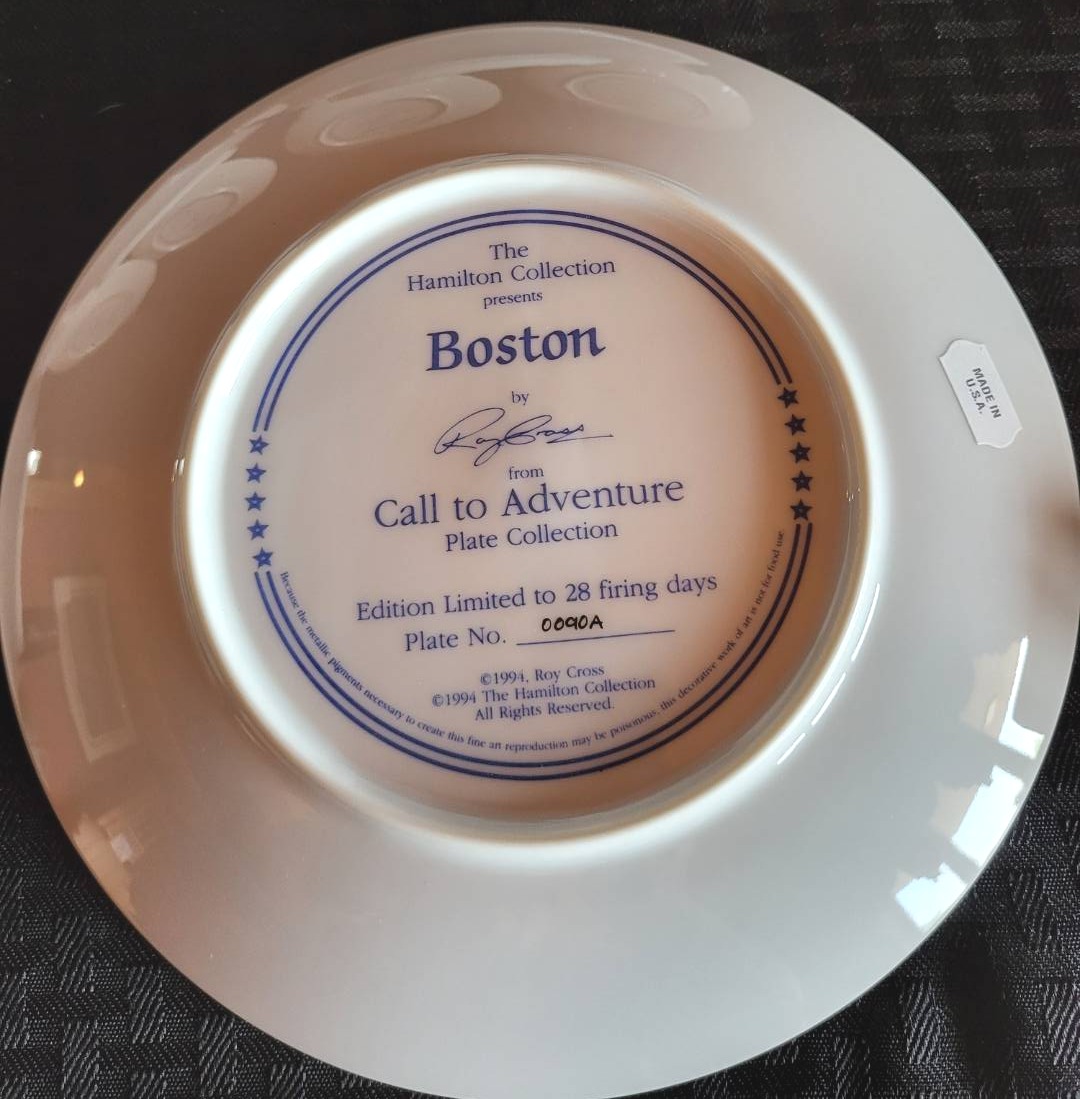 The
Hamilton Collection
presents
Boston
by
Roy Cross
from
Call to Adventure
Plate Collection
Edition Limited to 28 firing days
Plate No. 0090A
©1994, Roy Cross
©1994 The Hamilton Collection
All Rights Reserved.
Because the metallic pigments necessary to create this fine art reproduction may be poisonous, this decorative work of art is not for food use
MADE IN
U.S.A.